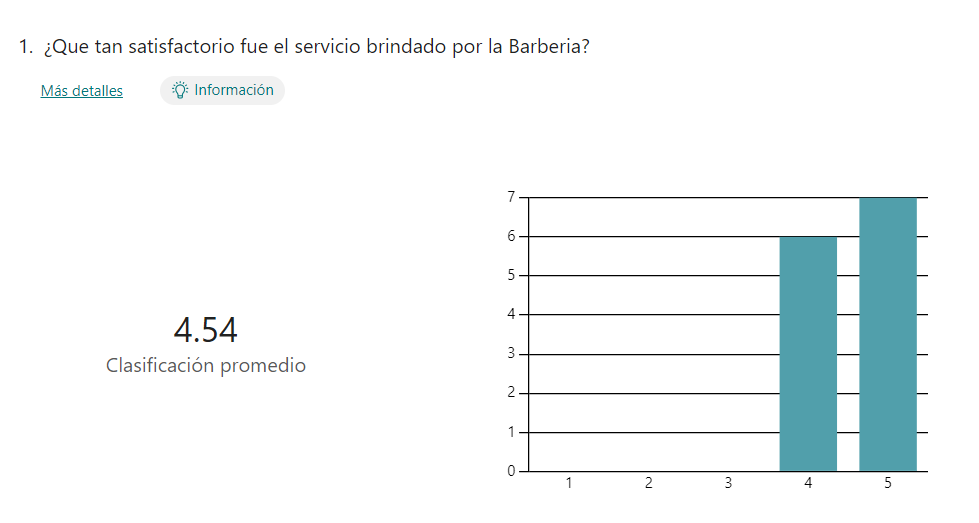 1. ¿Que tan satisfactorio fue el servicio brindado por la Barberia?
Más detalles
Información
4.54
Clasificación promedio
7
6
5
4
3
2
1
0
1 2 3 4 5